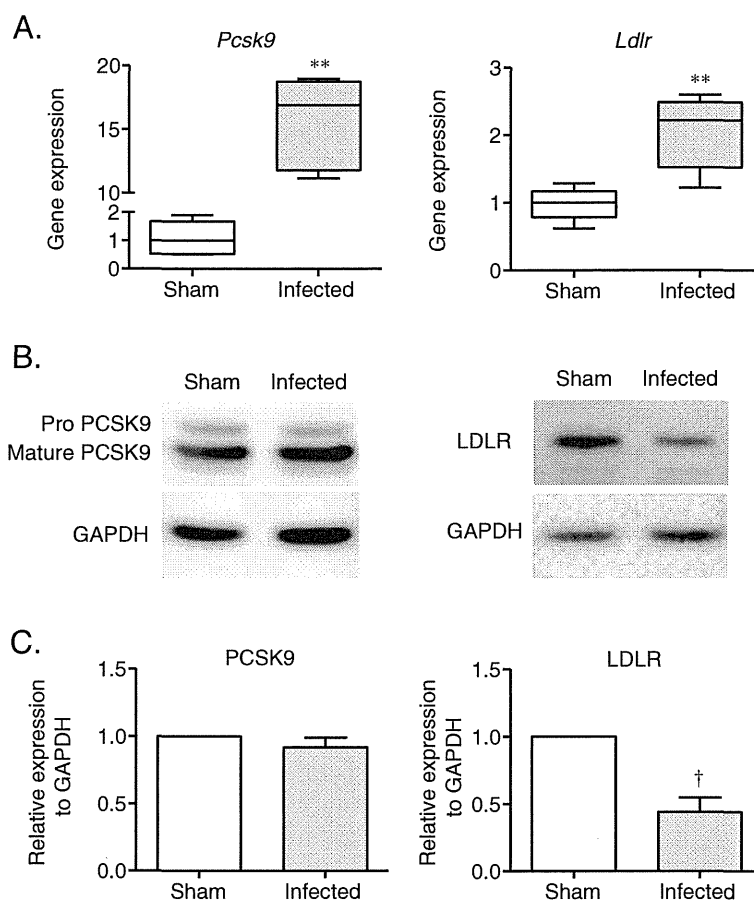 A.
Pcsk9
Gene expression
20
15
10
2
1
0
**
Sham
Infected
Ldlr
Gene expression
3
2
1
0
**
Sham
Infected
B.
Sham
Infected
Pro PCSK9
Mature PCSK9
GAPDH
Sham
Infected
LDLR
GAPDH
C.
PCSK9
Relative expression
to GAPDH
1.5
1.0
0.5
0.0
Sham
Infected
LDLR
Relative expression
to GAPDH
1.5
1.0
0.5
0.0
†
Sham
Infected